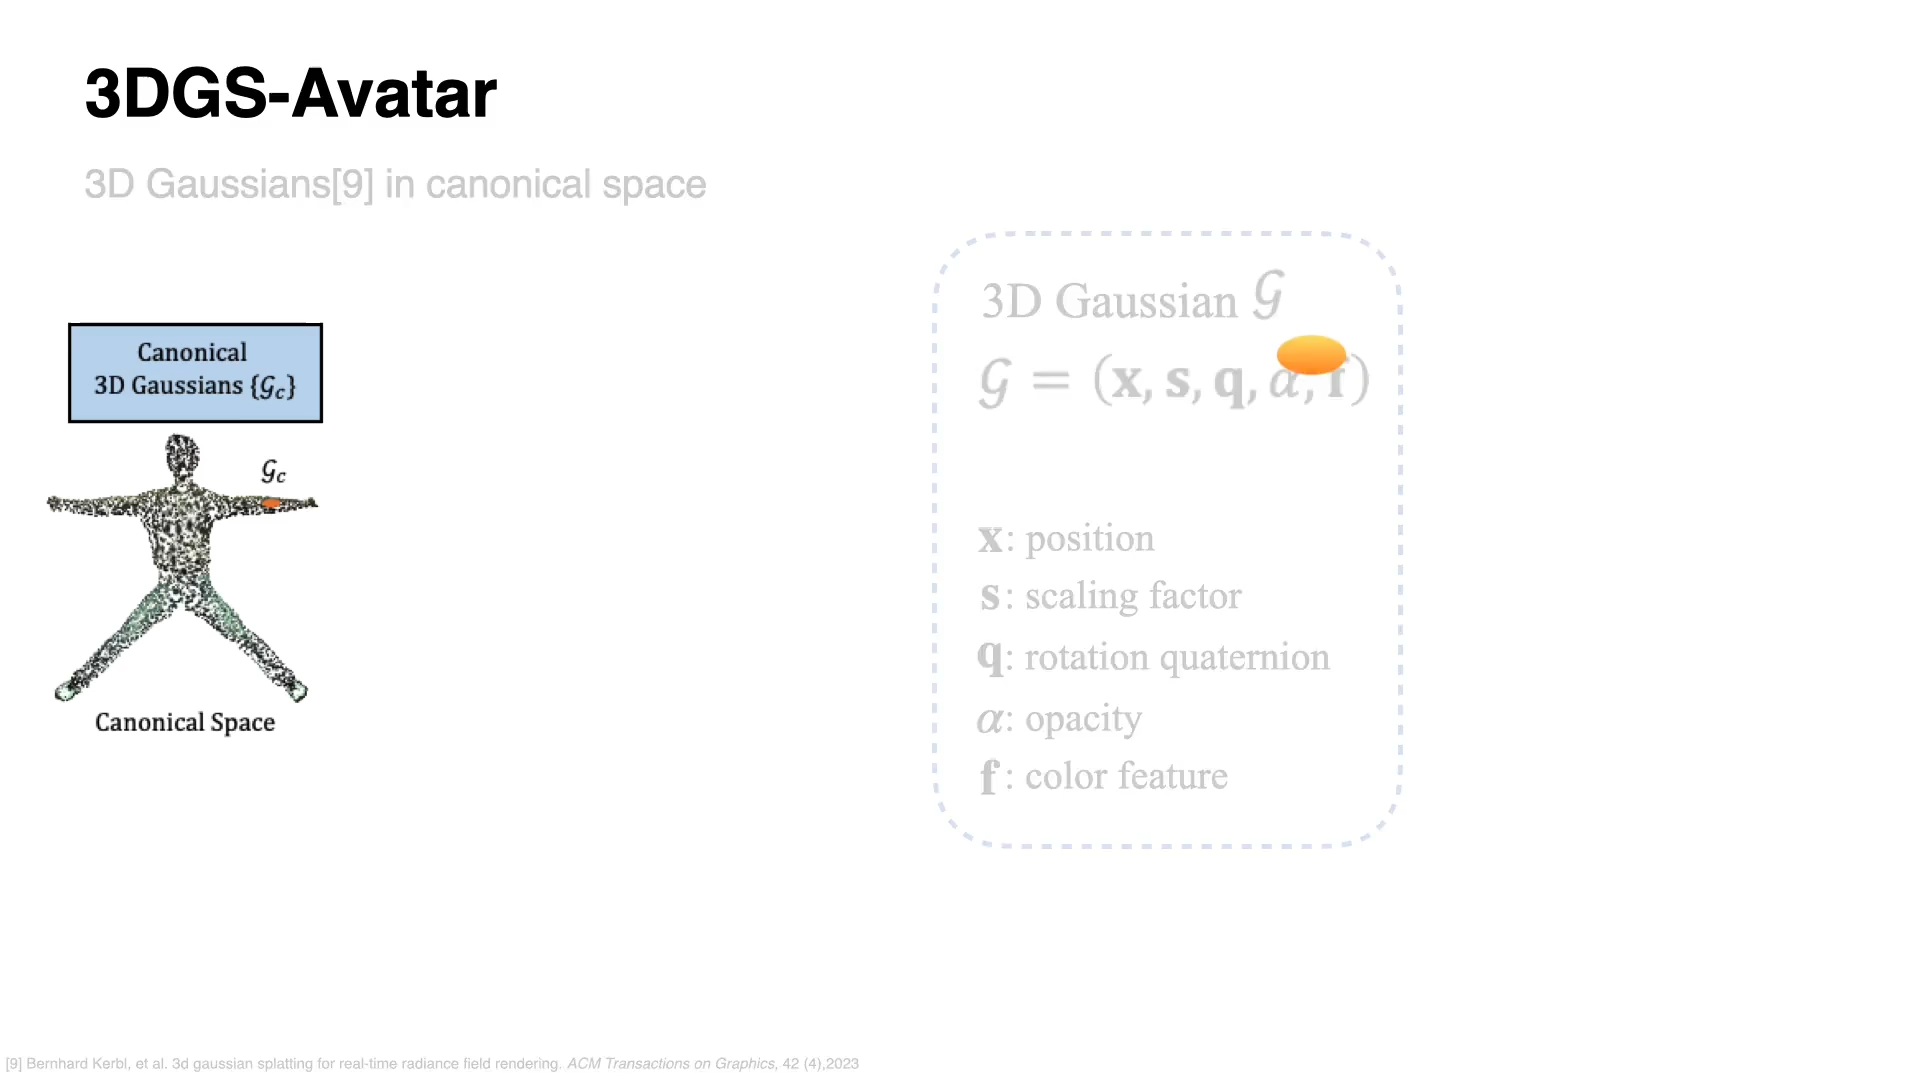 3DGS-Avatar
3D Gaussians[9] in canonical space
Canonical
3D Gaussians {𝒢c}
𝒢c
Canonical Space
3D Gaussian 𝒢
𝒢 = (x, s, q, α, f)
x: position
s: scaling factor
q: rotation quaternion
α: opacity
f: color feature
[9] Bernhard Kerbl, et al. 3d gaussian splatting for real-time radiance field rendering. ACM Transactions on Graphics, 42 (4),2023